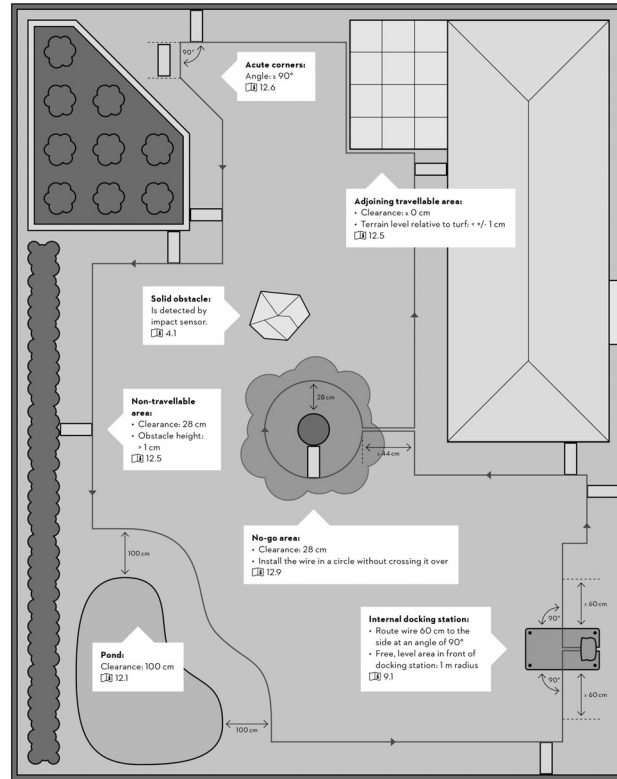 90°
Acute corners:
Angle: ≥ 90°
12.6
Adjoining travellable area:
• Clearance: ≥ 0 cm
• Terrain level relative to turf: < +/- 1 cm
12.5
Solid obstacle:
Is detected by
impact sensor.
4.1
28 cm
Non-travellable
area:
• Clearance: 28 cm
• Obstacle height:
> 1 cm
12.5
≥ 44 cm
No-go area:
• Clearance: 28 cm
• Install the wire in a circle without crossing it over
12.9
100 cm
≥ 60 cm
90°
Internal docking station:
• Route wire 60 cm to the
side at an angle of 90°
• Free, level area in front of
docking station: 1 m radius
9.1
Pond:
Clearance: 100 cm
12.1
90°
≥ 60 cm
100 cm